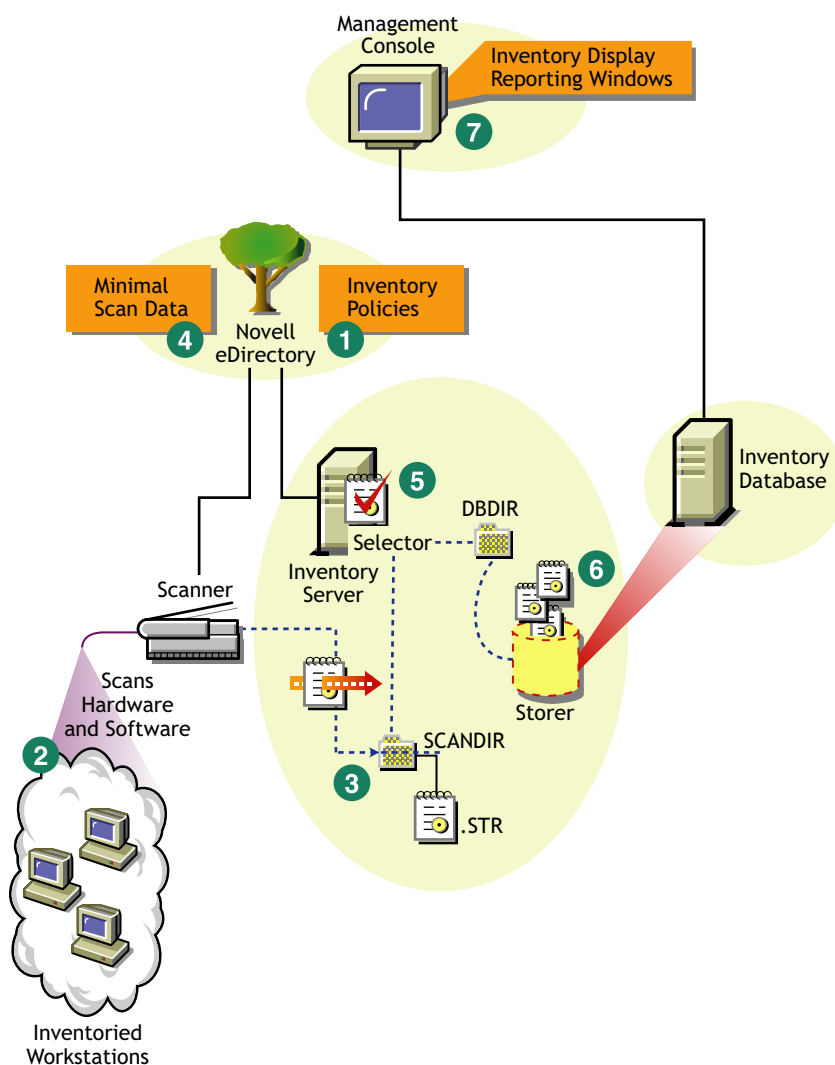 Management
Console
Inventory Display
Reporting Windows
7
Minimal
Scan Data
4
Inventory
Policies
1
Novell
eDirectory
Inventory
Database
5
DBDIR
Selector
Inventory
Server
6
Scanner
Scans
Hardware
and Software
Storer
2
SCANDIR
3
.STR
Inventoried
Workstations